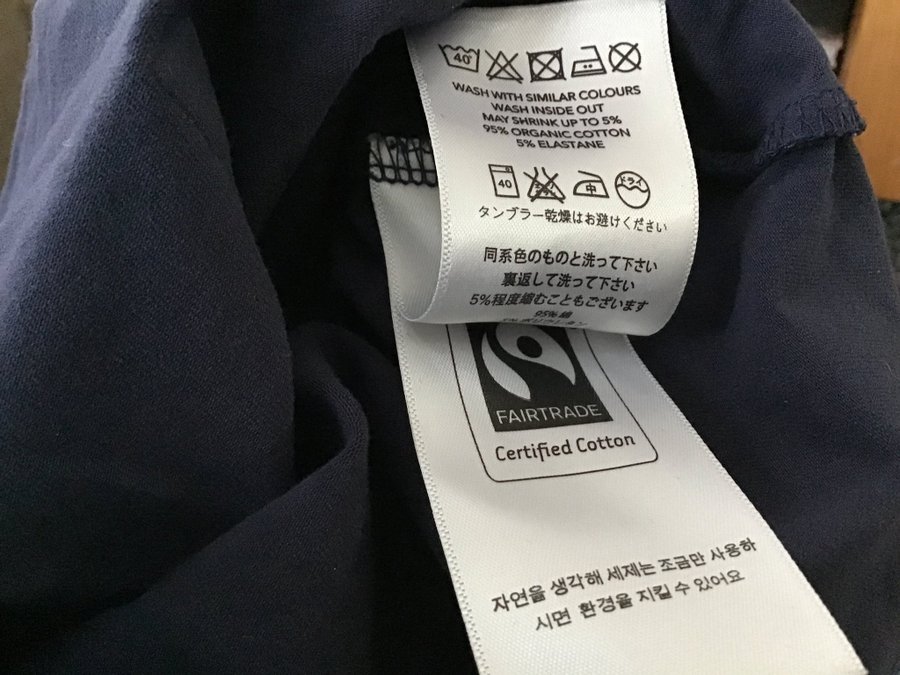 40°
WASH WITH SIMILAR COLOURS
WASH INSIDE OUT
MAY SHRINK UP TO 5%
95% ORGANIC COTTON
5% ELASTANE
40 中 ドライ
タンブラー乾燥はお避けください
同系色のものと洗って下さい
裏返して洗って下さい
5%程度縮むこともございます
95% 綿
FAIRTRADE
Certified Cotton
자연을 생각해 세제는 조금만 사용하
시면 환경을 지킬 수 있어요